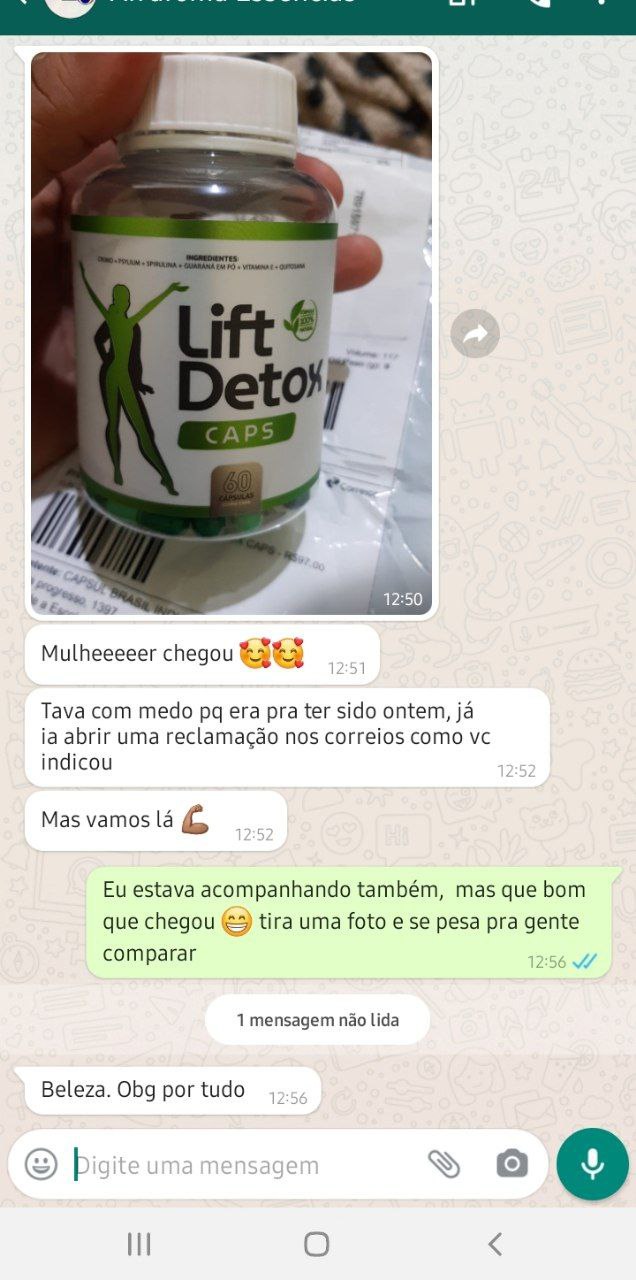 INGREDIENTES:
CROMO + PSYLIUM + SPIRULINA + GUARANÁ EM PÓ + VITAMINA E + QUITOSANA
Lift
Detox
CAPS
100%
60
CÁPSULAS
CAPS - R$97,00
CAPSUL BRASIL
progresso, 1397
12:50
Mulheeeeer chegou 🥰🥰
12:51
Tava com medo pq era pra ter sido ontem, já
ia abrir uma reclamação nos correios como vc
indicou
12:52
Mas vamos lá 💪🏽
12:52
Eu estava acompanhando também, mas que bom
que chegou 😁 tira uma foto e se pesa pra gente
comparar
12:56
1 mensagem não lida
Beleza. Obg por tudo
12:56
Digite uma mensagem